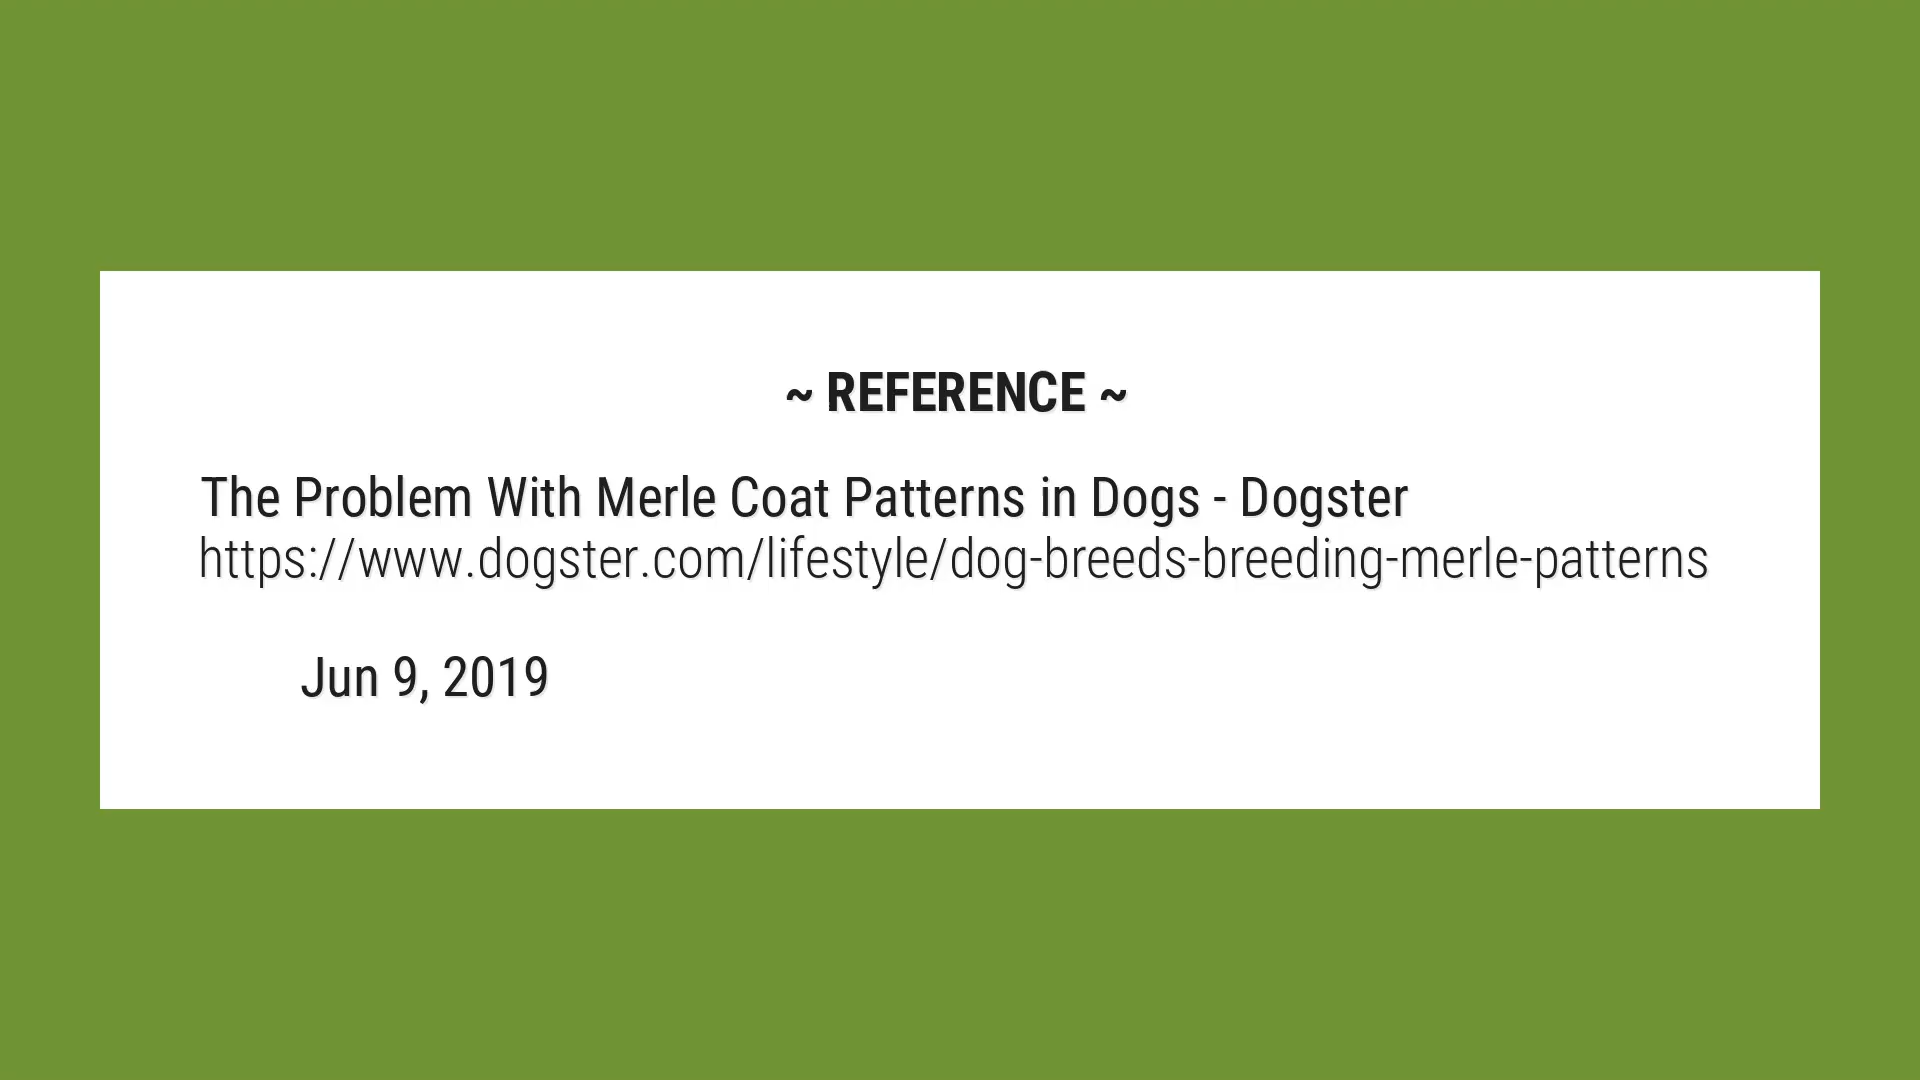 ~ REFERENCE ~
The Problem With Merle Coat Patterns in Dogs - Dogster
https://www.dogster.com/lifestyle/dog-breeds-breeding-merle-patterns
Jun 9, 2019